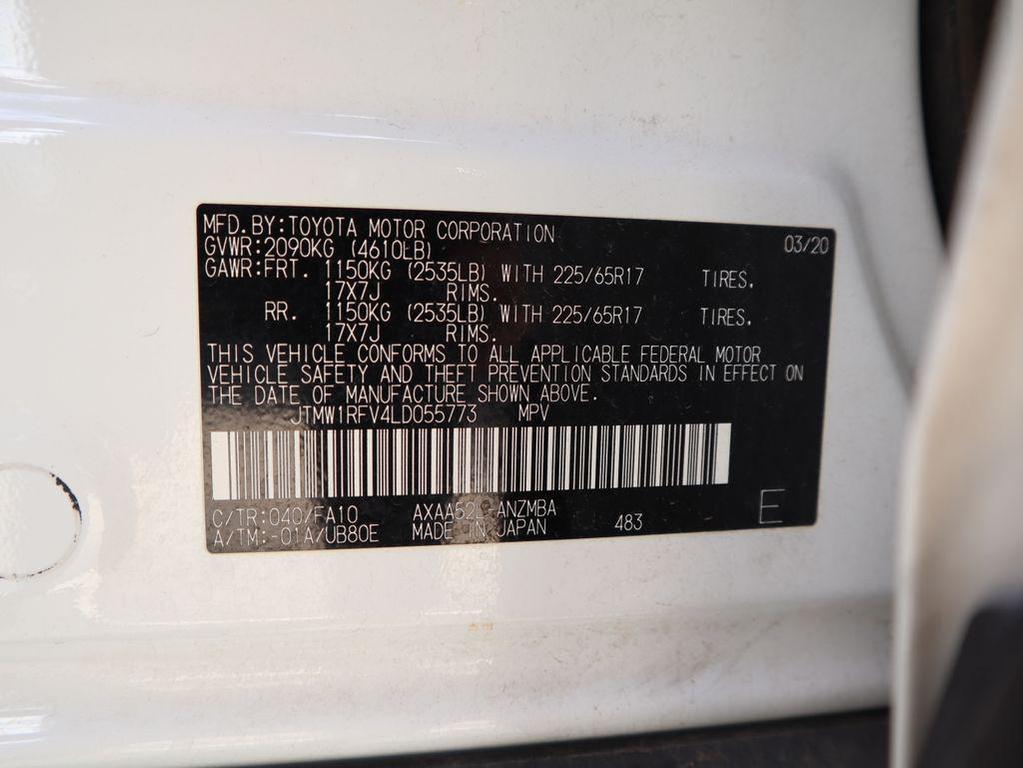 MFD.BY:TOYOTA MOTOR CORPORATION 03/20
GVWR:2090KG (4610LB)
GAWR:FRT. 1150KG (2535LB) WITH 225/65R17 TIRES.
17X7J RIMS.
RR. 1150KG (2535LB) WITH 225/65R17 TIRES.
17X7J RIMS.
THIS VEHICLE CONFORMS TO ALL APPLICABLE FEDERAL MOTOR
VEHICLE SAFETY AND THEFT PREVENTION STANDARDS IN EFFECT ON
THE DATE OF MANUFACTURE SHOWN ABOVE.
JTMW1RFV4LD055773 MPV
C/TR:040/FA10 AXAA52L-ANZMBA
A/TM:-01A/UB80E MADE IN JAPAN 483 E